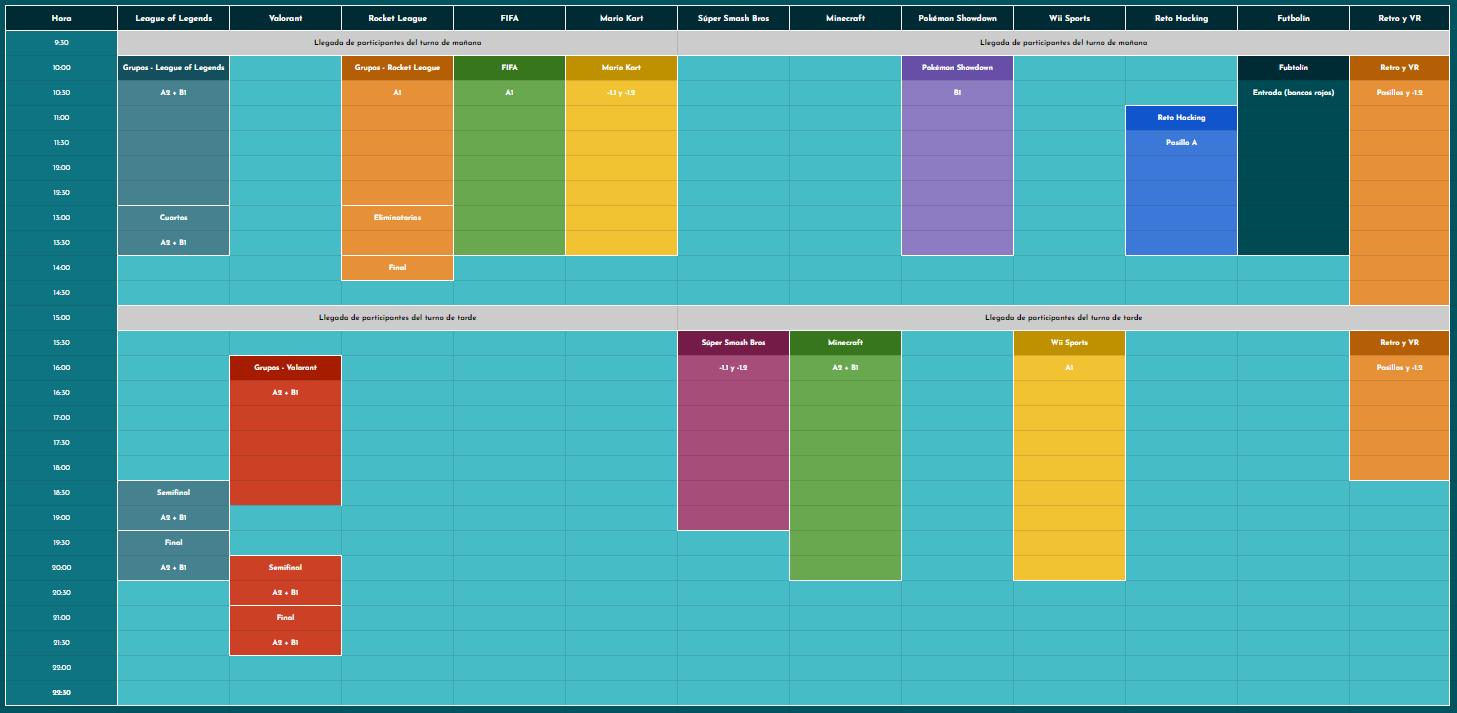 Hora League of Legends Valorant Rocket League FIFA Mario Kart Súper Smash Bros Minecraft Pokémon Showdown Wii Sports Reto Hacking Futbolín Retro y VR
9:30 Llegada de participantes del turno de mañana Llegada de participantes del turno de mañana
10:00 Grupos - League of Legends Grupos - Rocket League FIFA Mario Kart Pokémon Showdown Fubtolín Retro y VR
10:30 A2 + B1 A1 A1 -1.1 y -1.2 B1 Entrada (bancos rojos) Pasillos y -1.2
11:00 Reto Hacking
11:30 Pasillo A
12:00
12:30
13:00 Cuartos Eliminatorias
13:30 A2 + B1
14:00 Final
14:30
15:00 Llegada de participantes del turno de tarde Llegada de participantes del turno de tarde
15:30 Súper Smash Bros Minecraft Wii Sports Retro y VR
16:00 Grupos - Valorant -1.1 y -1.2 A2 + B1 A1 Pasillos y -1.2
16:30 A2 + B1
17:00
17:30
18:00
18:30 Semifinal
19:00 A2 + B1
19:30 Final
20:00 A2 + B1 Semifinal
20:30 A2 + B1
21:00 Final
21:30 A2 + B1
22:00
22:30